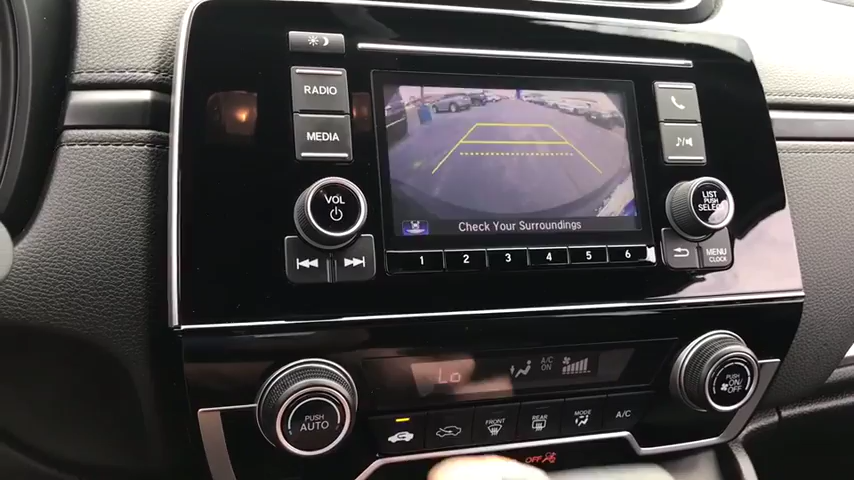 RADIO
MEDIA
VOL
Check Your Surroundings
LIST
PUSH
SELECT
MENU
CLOCK
1 2 3 4 5 6
Lo
A/C
ON
PUSH
AUTO
PUSH
ON/
OFF
FRONT
REAR
MODE
A/C
OFF